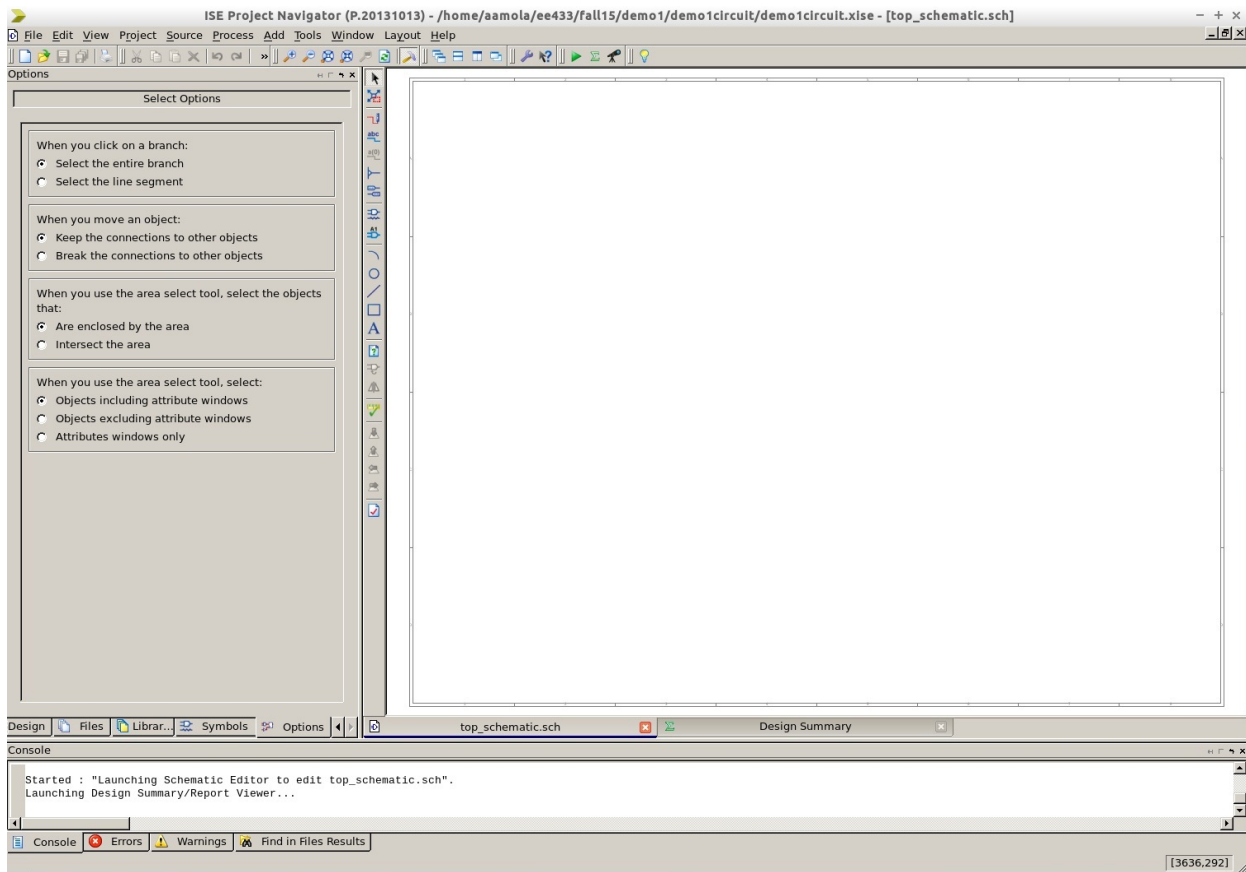 ISE Project Navigator (P.20131013) - /home/aamola/ee433/fall15/demo1/demo1circuit/demo1circuit.xise - [top_schematic.sch]
File Edit View Project Source Process Add Tools Window Layout Help
Options
Select Options
When you click on a branch:
Select the entire branch
Select the line segment
When you move an object:
Keep the connections to other objects
Break the connections to other objects
When you use the area select tool, select the objects
that:
Are enclosed by the area
Intersect the area
When you use the area select tool, select:
Objects including attribute windows
Objects excluding attribute windows
Attributes windows only
abc
A1
A
Design Files Librar... Symbols Options
top_schematic.sch Design Summary
Console
Started : "Launching Schematic Editor to edit top_schematic.sch".
Launching Design Summary/Report Viewer...
Console Errors Warnings Find in Files Results
[3636,292]